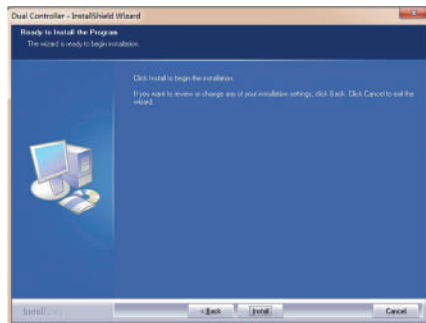 Dual Controller - InstallShield Wizard
Ready to Install the Program
The wizard is ready to begin installation.
Click Install to begin the installation.
If you want to review or change any of your installation settings, click Back. Click Cancel to exit the
wizard.
InstallShield
< Back
Install
Cancel